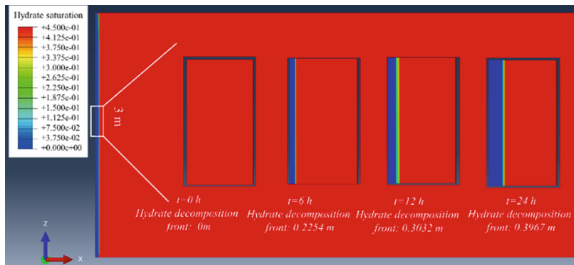 Hydrate saturation
+4.500e-01
+4.125e-01
+3.750e-01
+3.375e-01
+3.000e-01
+2.625e-01
+2.250e-01
+1.875e-01
+1.500e-01
+1.125e-01
+7.500e-02
+3.750e-02
+0.000e+00
3 m
t=0 h
Hydrate decomposition
front: 0m
t=6 h
Hydrate decomposition
front: 0.2254 m
t=12 h
Hydrate decomposition
front: 0.3032 m
t=24 h
Hydrate decomposition
front: 0.3967 m
Z
X